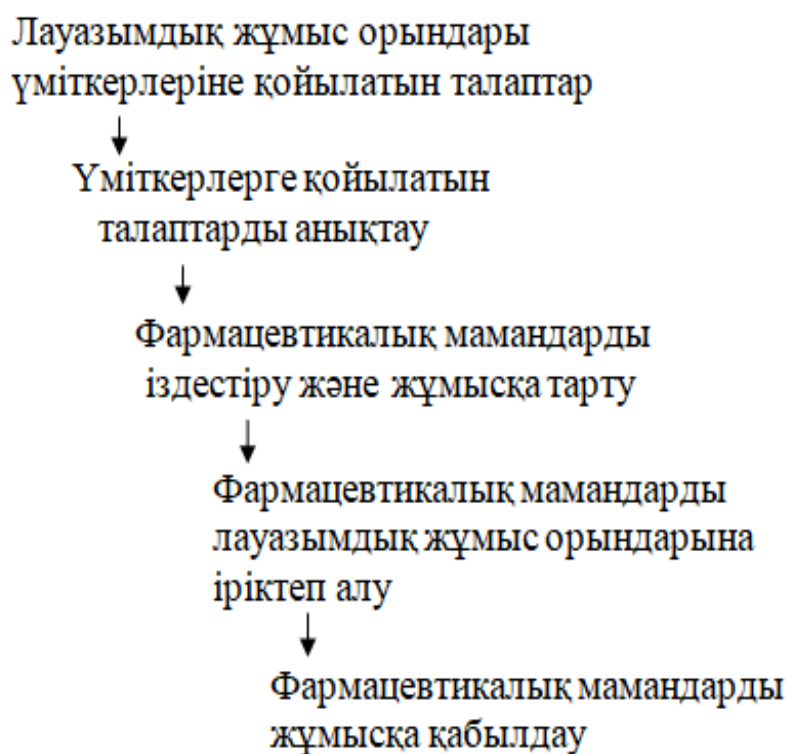 Лауазымдық жұмыс орындары
үміткерлеріне қойылатын талаптар
Үміткерлерге қойылатын
талаптарды анықтау
Фармацевтикалық мамандарды
іздестіру және жұмысқа тарту
Фармацевтикалық мамандарды
лауазымдық жұмыс орындарына
іріктеп алу
Фармацевтикалық мамандарды
жұмысқа қабылдау